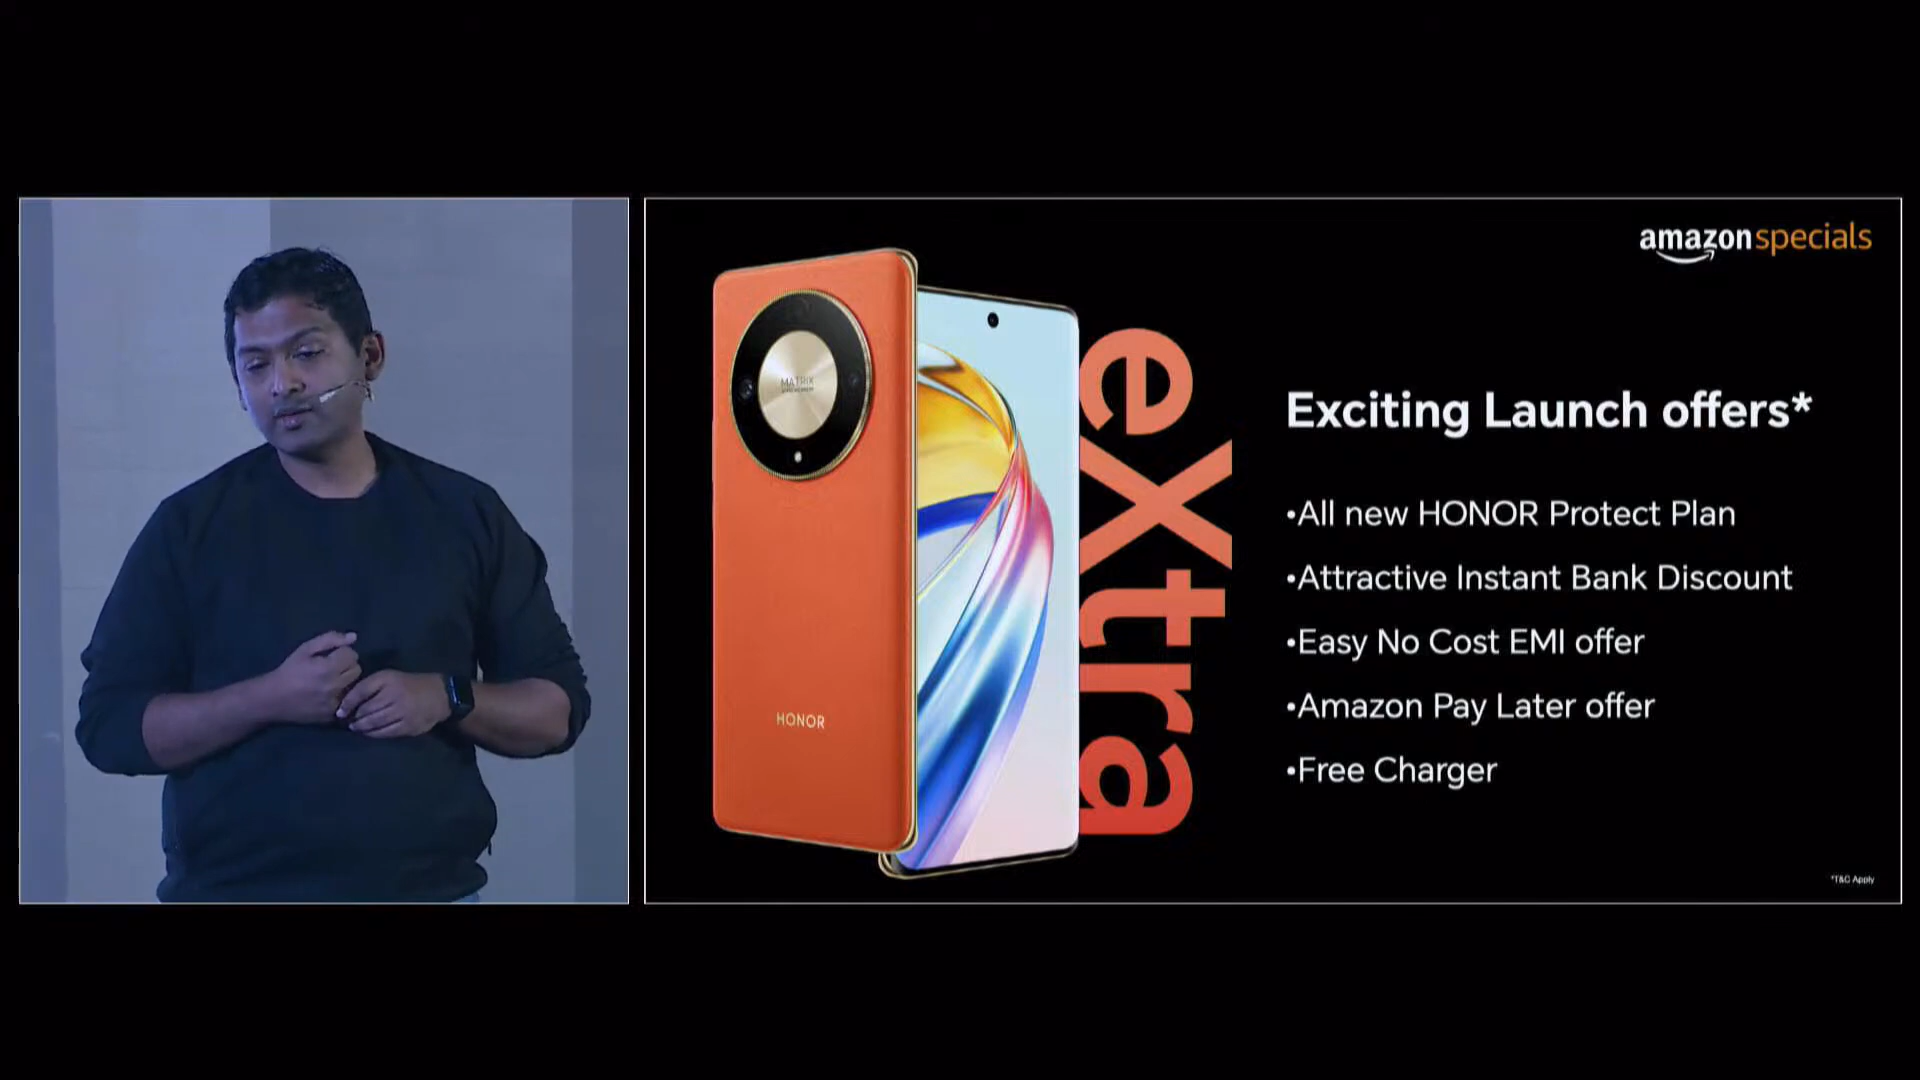 amazonspecials
MATRIX
HONOR
eXtra
Exciting Launch offers*
•All new HONOR Protect Plan
•Attractive Instant Bank Discount
•Easy No Cost EMI offer
•Amazon Pay Later offer
•Free Charger
*T&C Apply